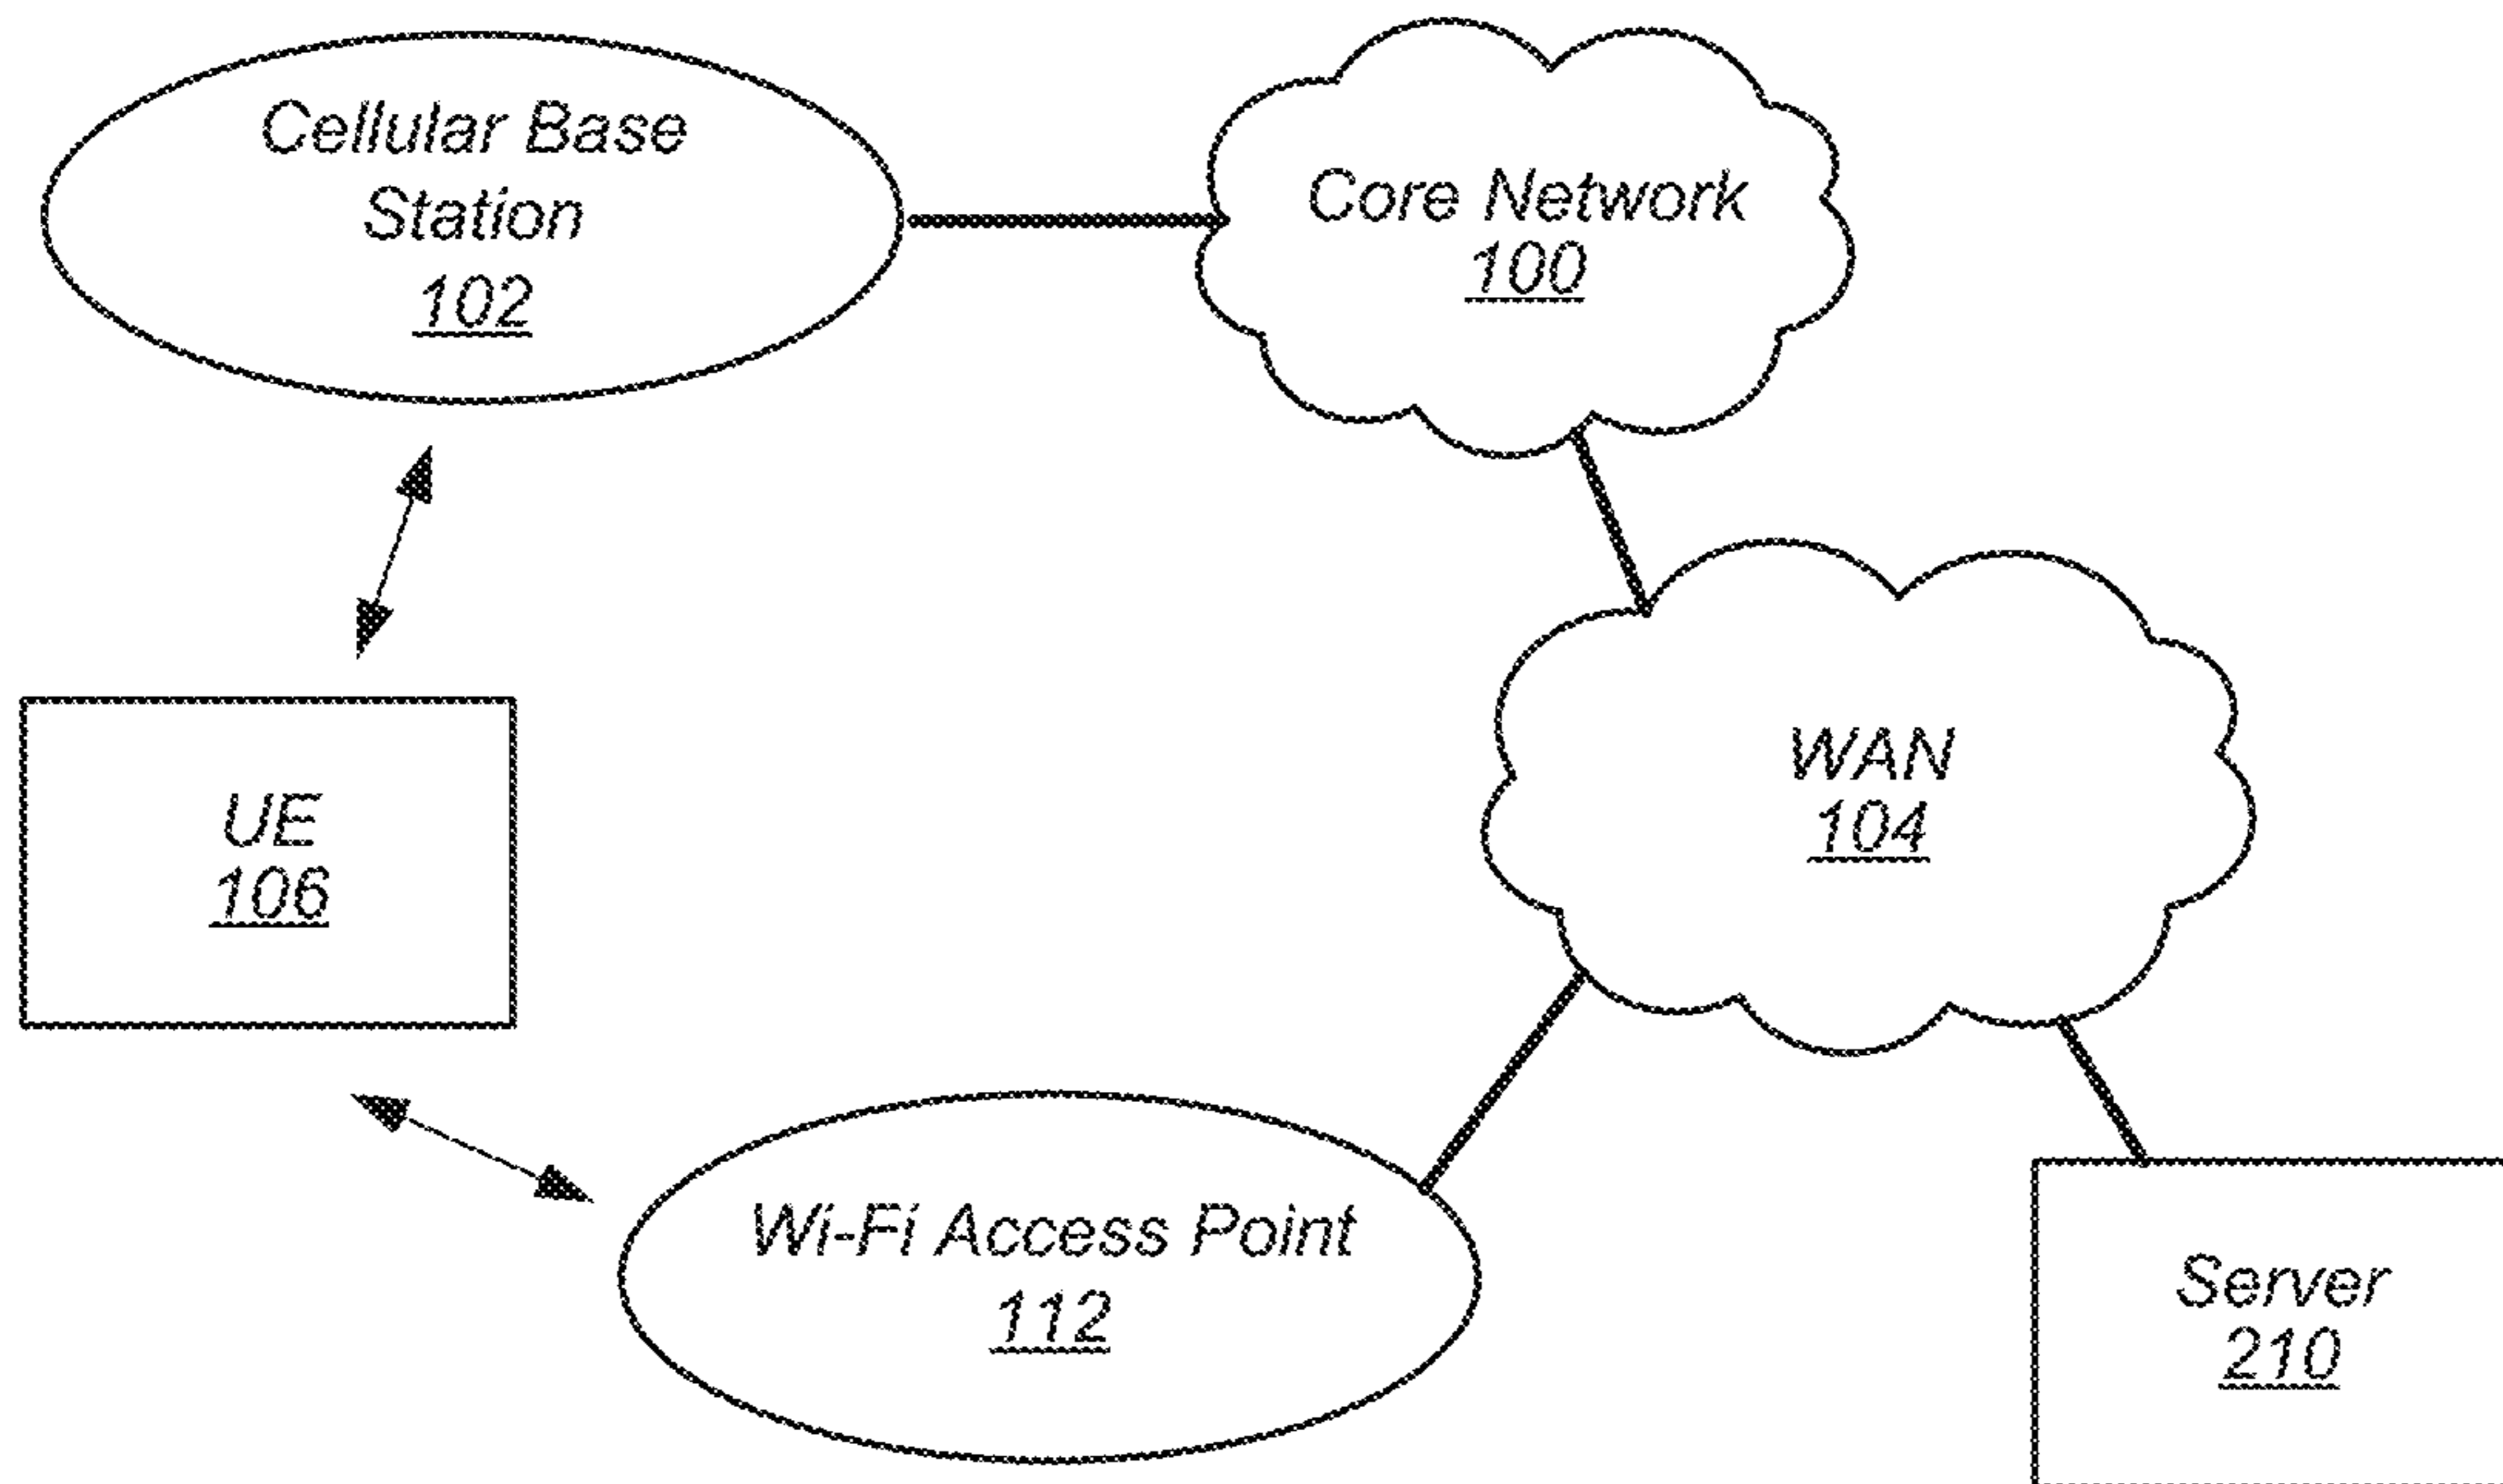 Cellular Base
Station
102
Core Network
100
UE
106
WAN
104
Wi-Fi Access Point
112
Server
210